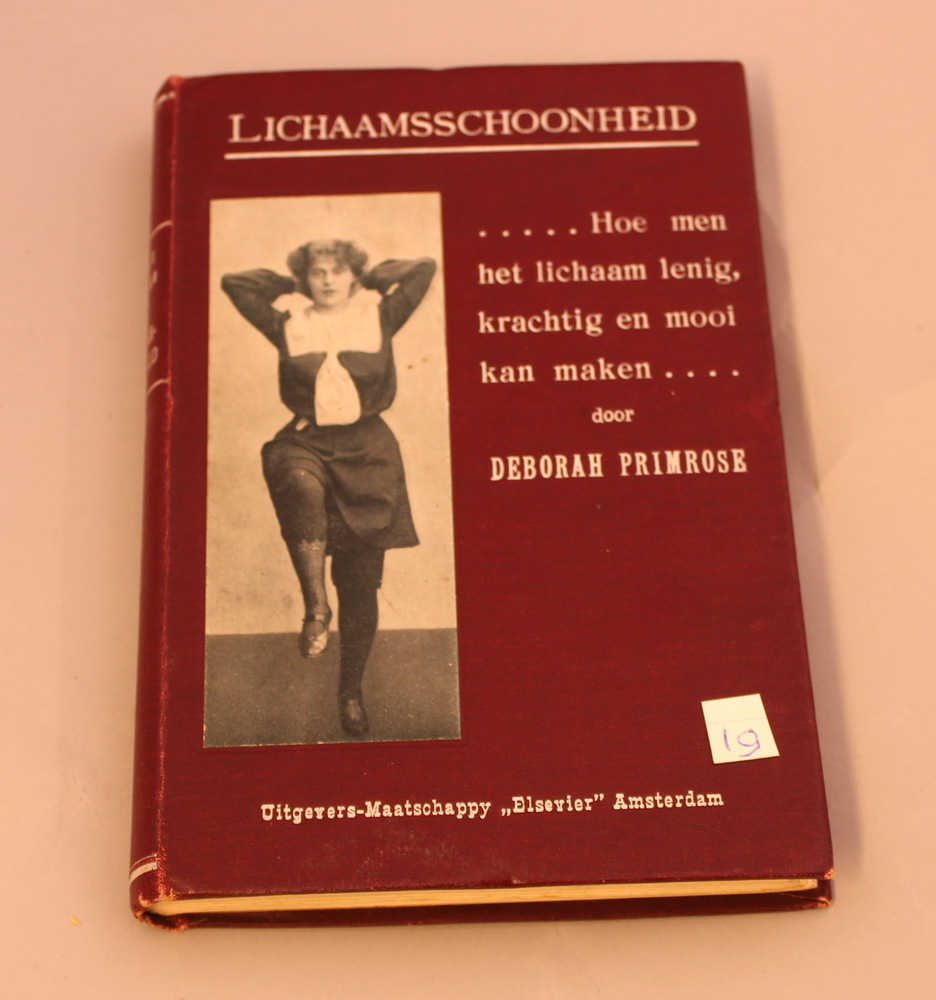 LICHAAMSSCHOONHEID
. . . . . Hoe men
het lichaam lenig,
krachtig en mooi
kan maken . . . .
door
DEBORAH PRIMROSE
19
Uitgevers-Maatschappy „Elsevier” Amsterdam